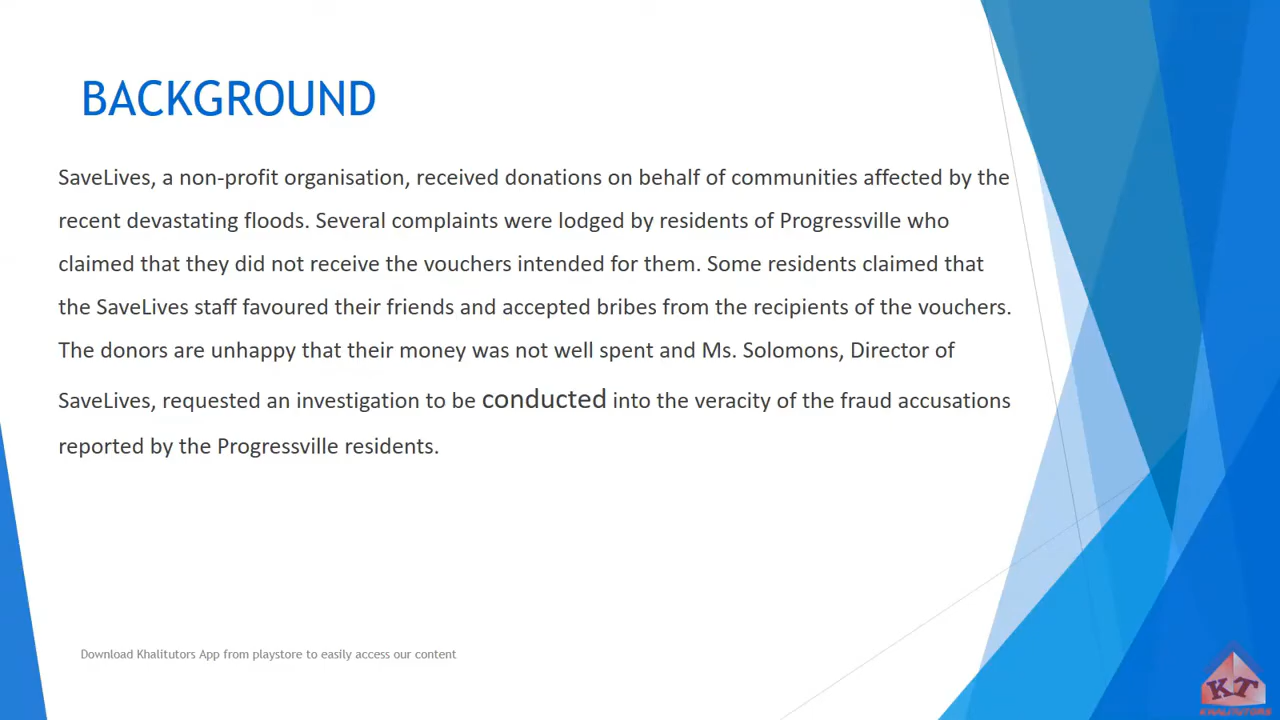 BACKGROUND
SaveLives, a non-profit organisation, received donations on behalf of communities affected by the
recent devastating floods. Several complaints were lodged by residents of Progressville who
claimed that they did not receive the vouchers intended for them. Some residents claimed that
the SaveLives staff favoured their friends and accepted bribes from the recipients of the vouchers.
The donors are unhappy that their money was not well spent and Ms. Solomons, Director of
SaveLives, requested an investigation to be conducted into the veracity of the fraud accusations
reported by the Progressville residents.
Download Khalitutors App from playstore to easily access our content
KT
KHALITUTORS